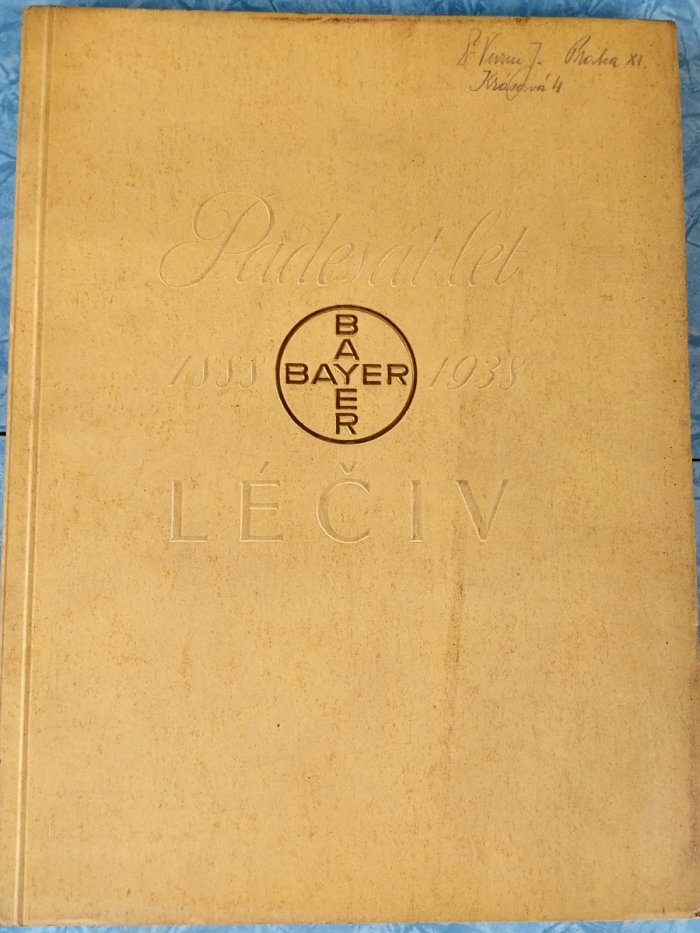 Praha XI.
Krásova 4
Padesát let
1888 BAYER BAYER 1938
LÉČIV